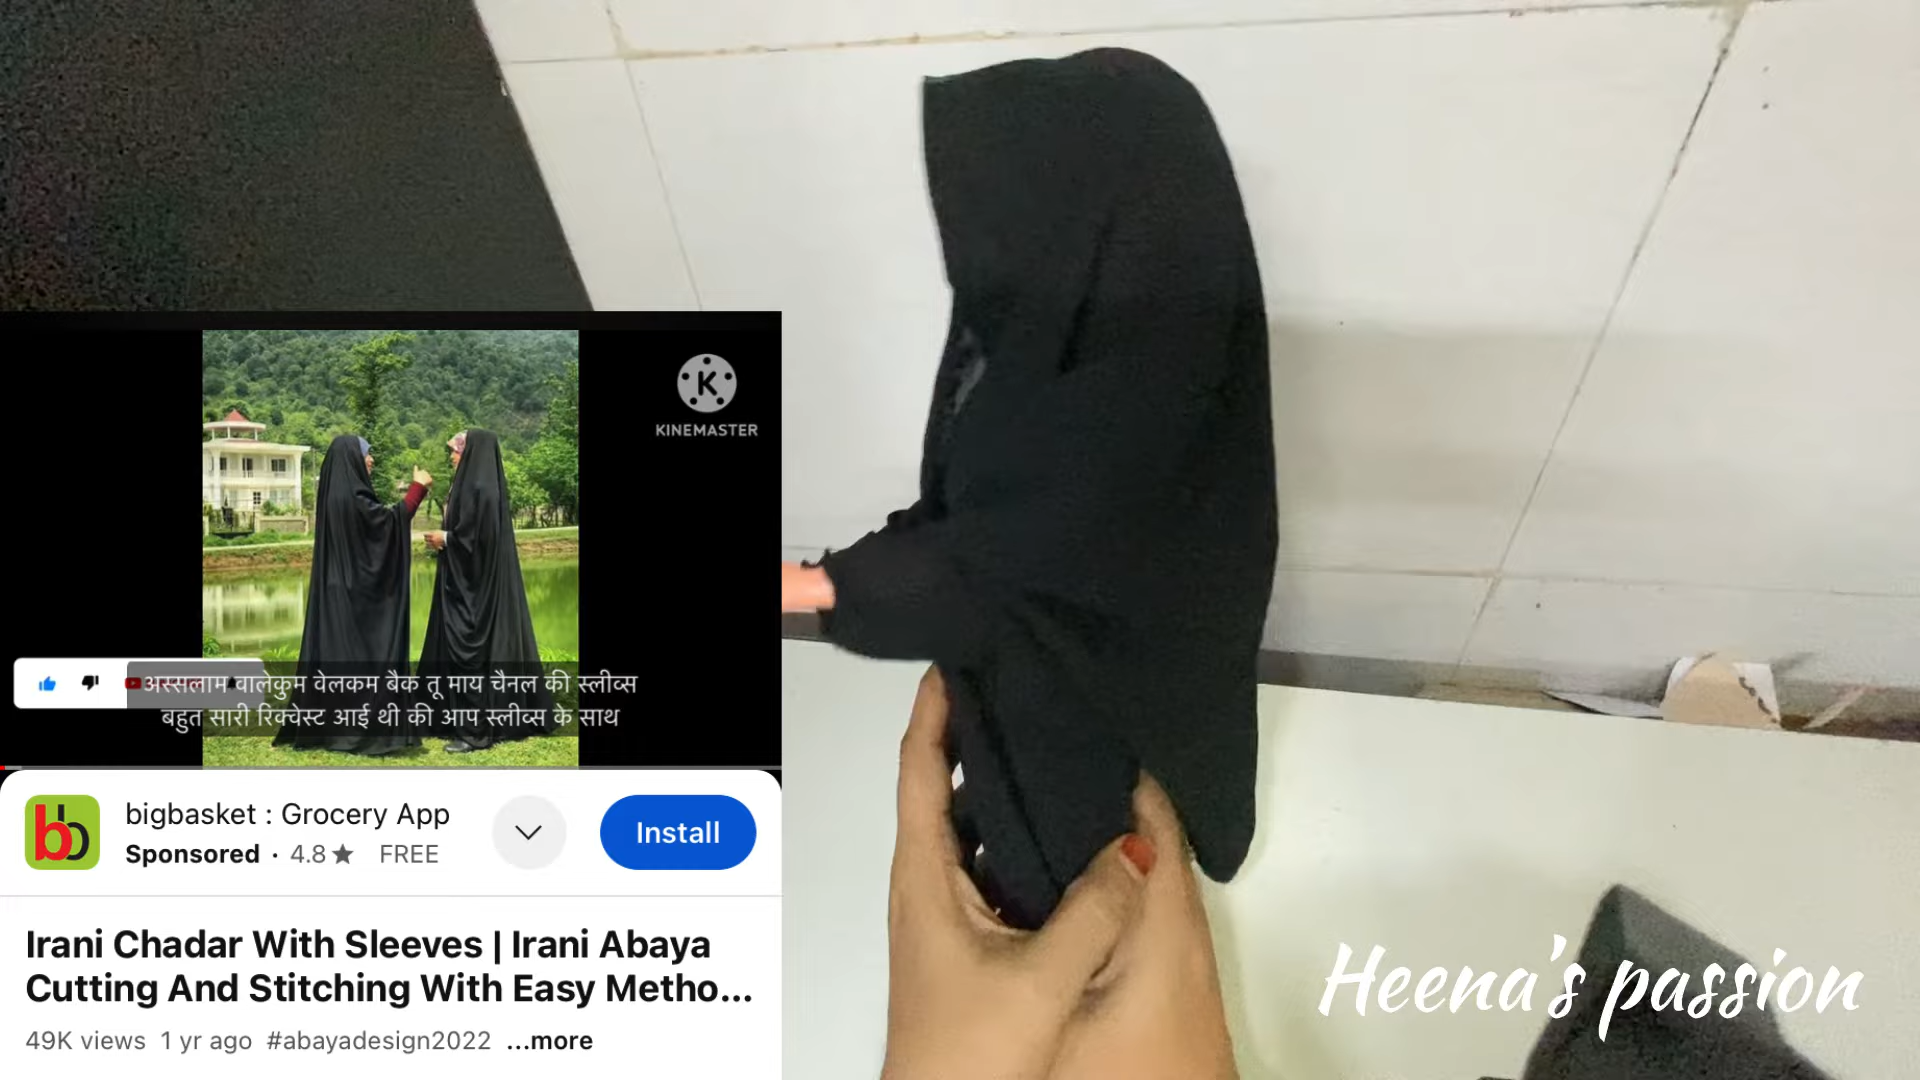 KINEMASTER
अस्सलाम वालेकुम वेलकम बैक तू माय चैनल की स्लीव्स
बहुत सारी रिक्वेस्ट आई थी की आप स्लीव्स के साथ
bigbasket : Grocery App
Sponsored · 4.8★ FREE
Install
Irani Chadar With Sleeves | Irani Abaya
Cutting And Stitching With Easy Metho...
49K views 1 yr ago #abayadesign2022 ...more
Heena's passion